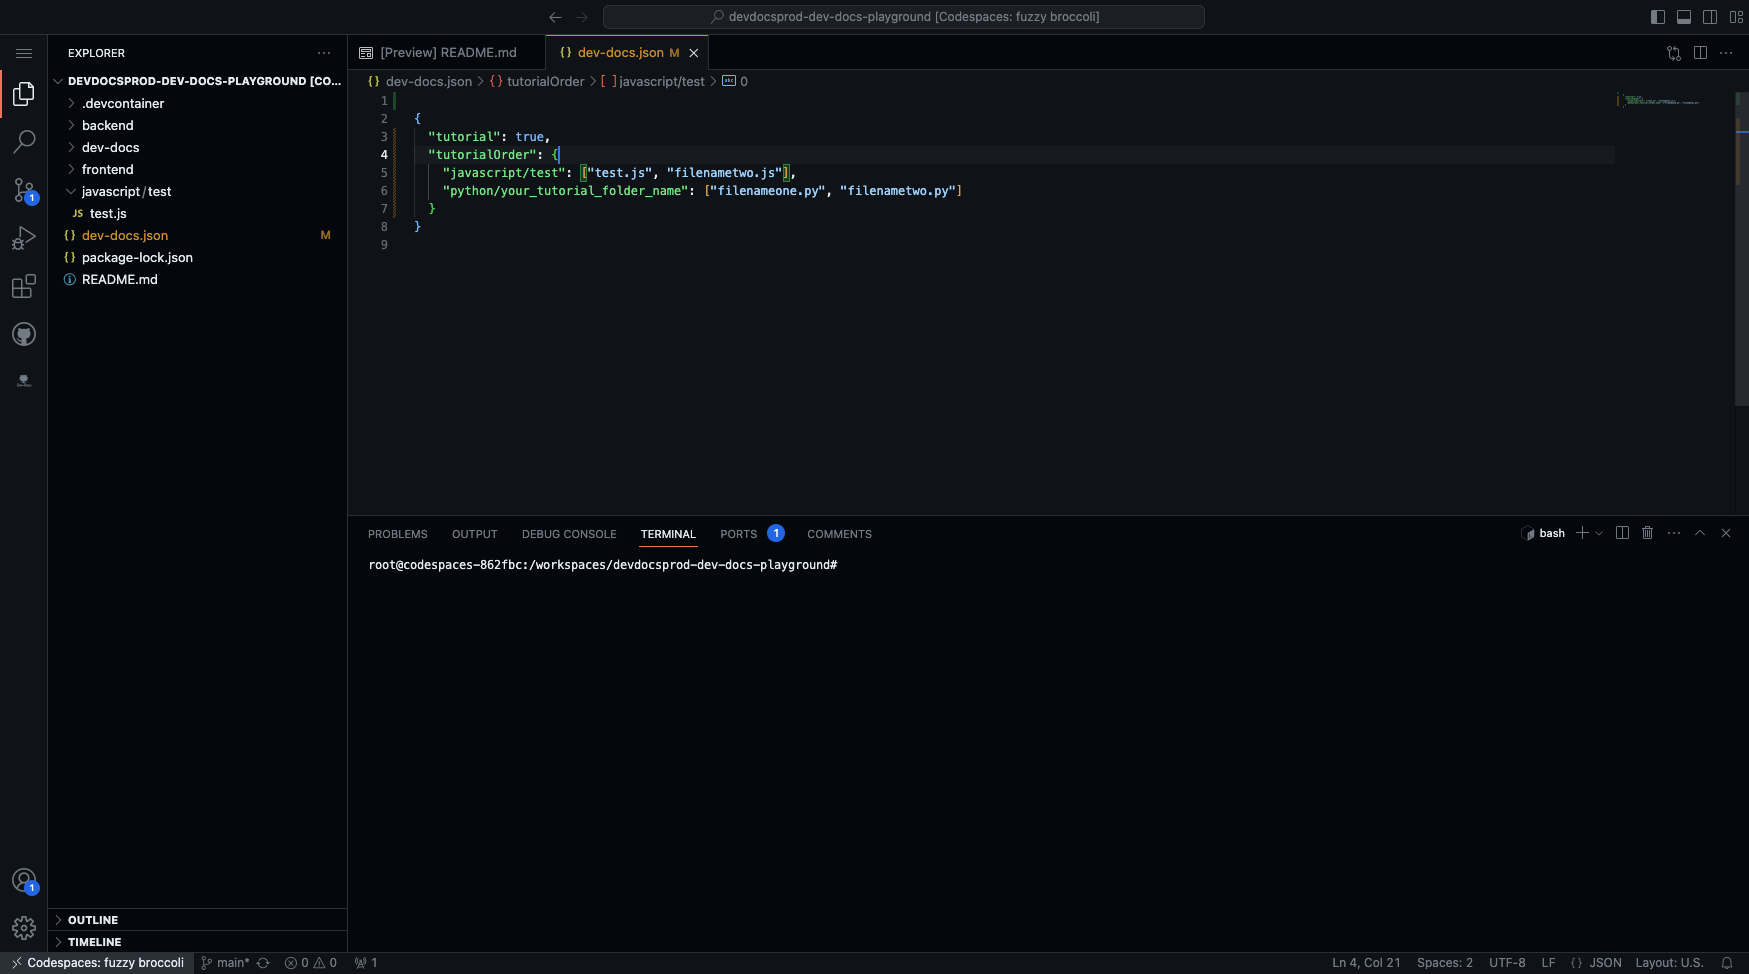 devdocsprod-dev-docs-playground [Codespaces: fuzzy broccoli]
EXPLORER
[Preview] README.md
{} dev-docs.json M
DEVDOCSPROD-DEV-DOCS-PLAYGROUND [CO...
{} dev-docs.json > {} tutorialOrder > [ ] javascript/test > abc 0
.devcontainer
backend
dev-docs
frontend
javascript/test
JS test.js
{} dev-docs.json M
{} package-lock.json
README.md
1
2 {
3 "tutorial": true,
4 "tutorialOrder": {
5 "javascript/test": ["test.js", "filenametwo.js"],
6 "python/your_tutorial_folder_name": ["filenameone.py", "filenametwo.py"]
7 }
8 }
9
1
PROBLEMS OUTPUT DEBUG CONSOLE TERMINAL PORTS 1 COMMENTS
bash
root@codespaces-862fbc:/workspaces/devdocsprod-dev-docs-playground#
1
OUTLINE
TIMELINE
Codespaces: fuzzy broccoli main* 0 0 1
Ln 4, Col 21 Spaces: 2 UTF-8 LF {} JSON Layout: U.S.